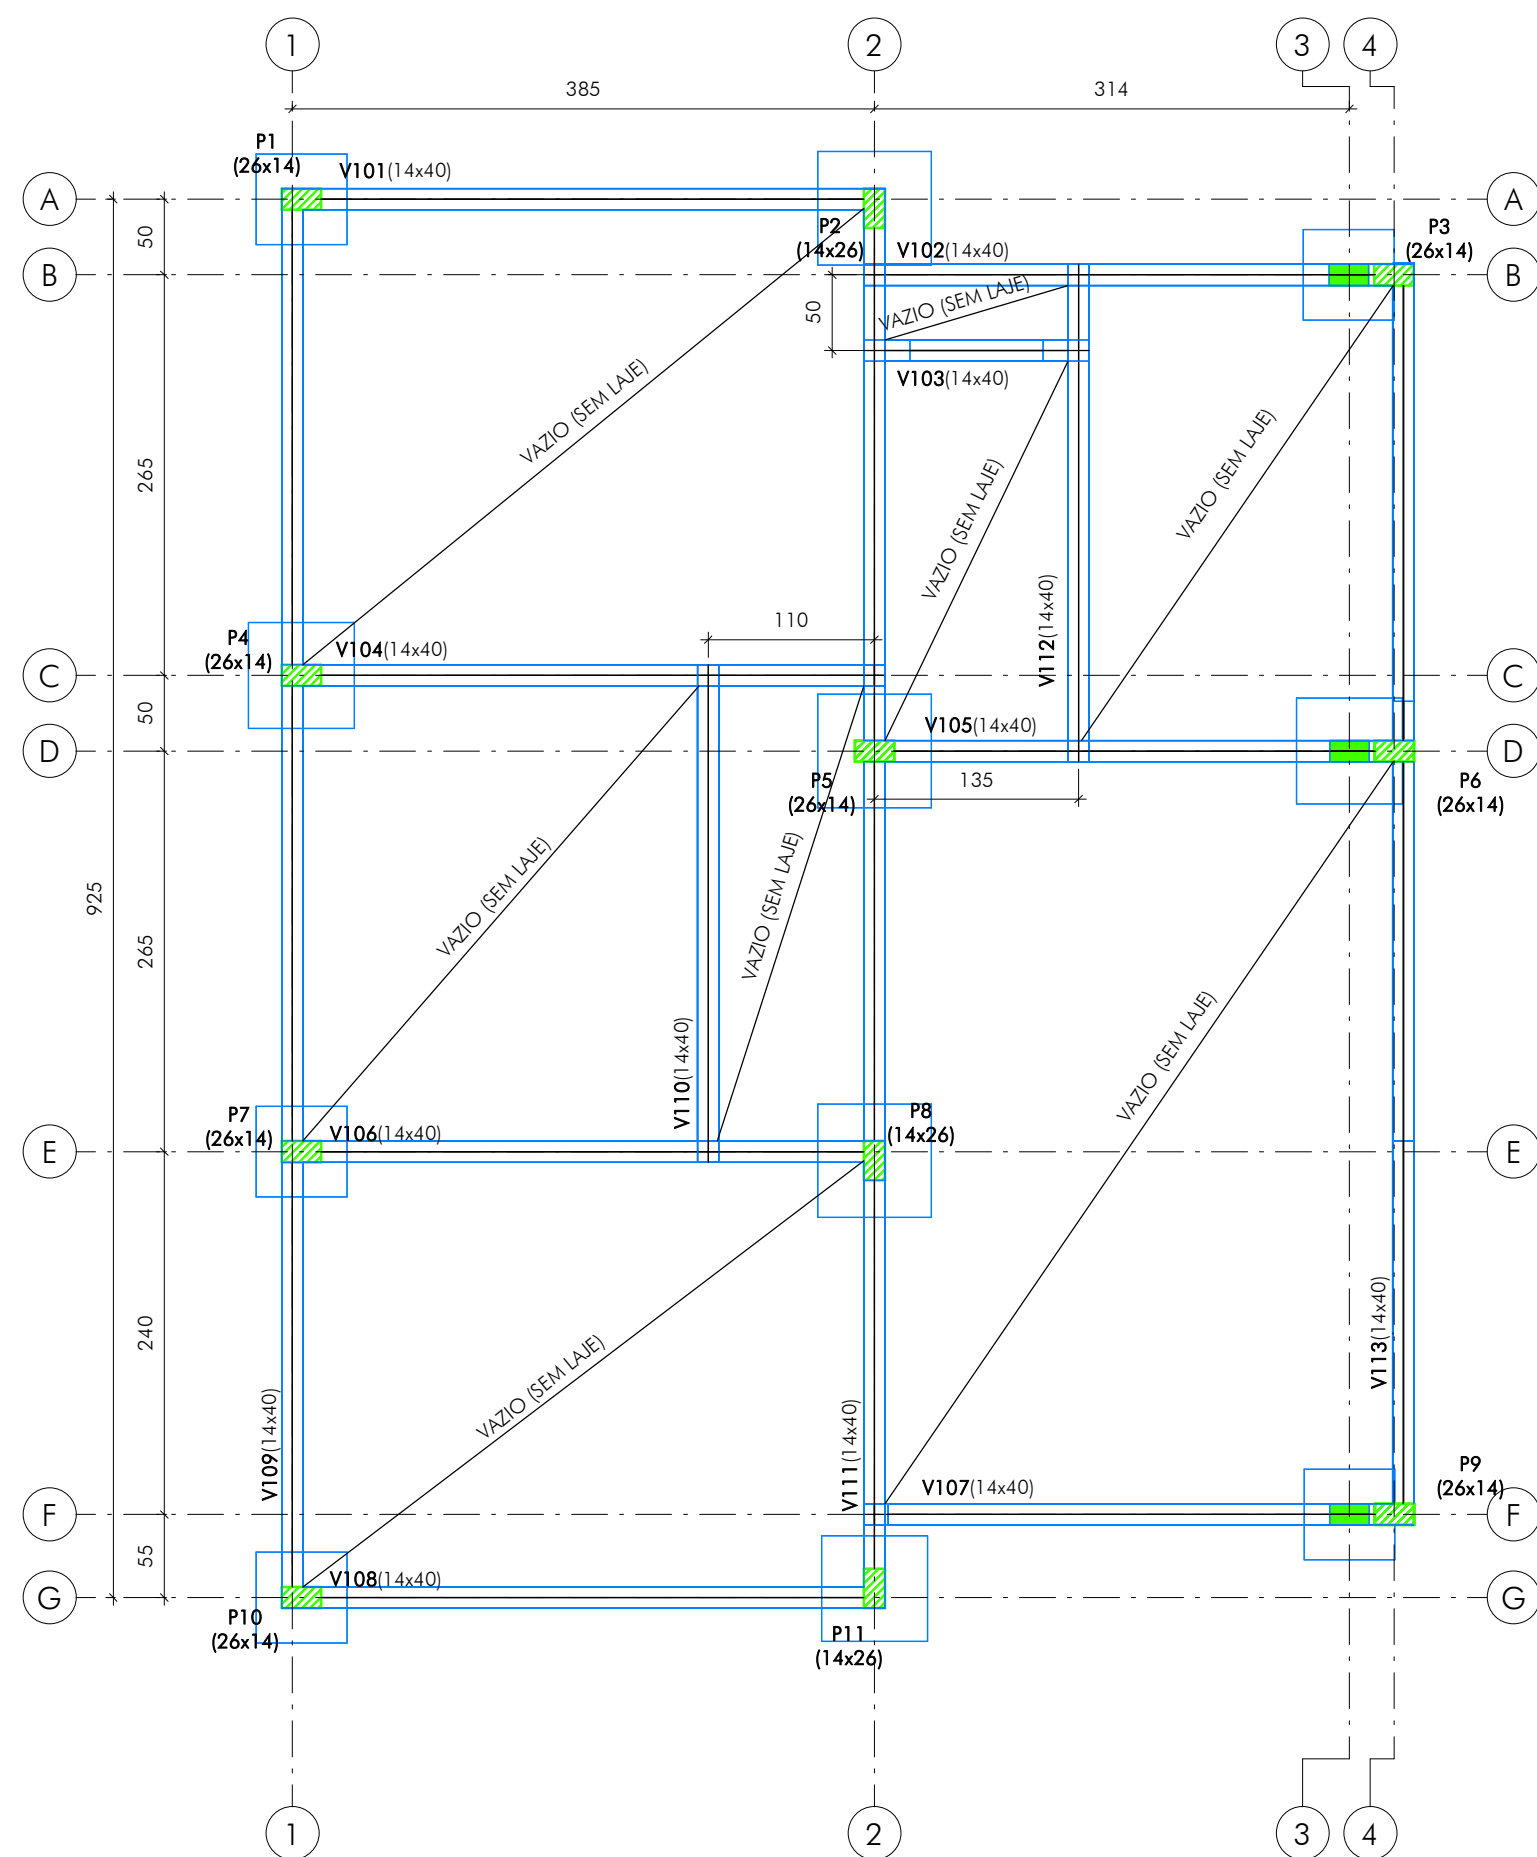 1
2
3
4
385
314
P1
(26x14)
V101(14x40)
A
A
P2
(14x26)
V102(14x40)
P3
(26x14)
50
B
B
VAZIO (SEM LAJE)
50
V103(14x40)
VAZIO (SEM LAJE)
VAZIO (SEM LAJE)
265
VAZIO (SEM LAJE)
V112(14x40)
110
P4
(26x14)
V104(14x40)
C
C
50
V105(14x40)
D
D
P5
(26x14)
135
P6
(26x14)
925
VAZIO (SEM LAJE)
VAZIO (SEM LAJE)
265
VAZIO (SEM LAJE)
V110(14x40)
P7
(26x14)
V106(14x40)
P8
(14x26)
E
E
240
VAZIO (SEM LAJE)
V113(14x40)
V109(14x40)
V111(14x40)
V107(14x40)
P9
(26x14)
F
F
55
V108(14x40)
G
G
P10
(26x14)
P11
(14x26)
1
2
3
4